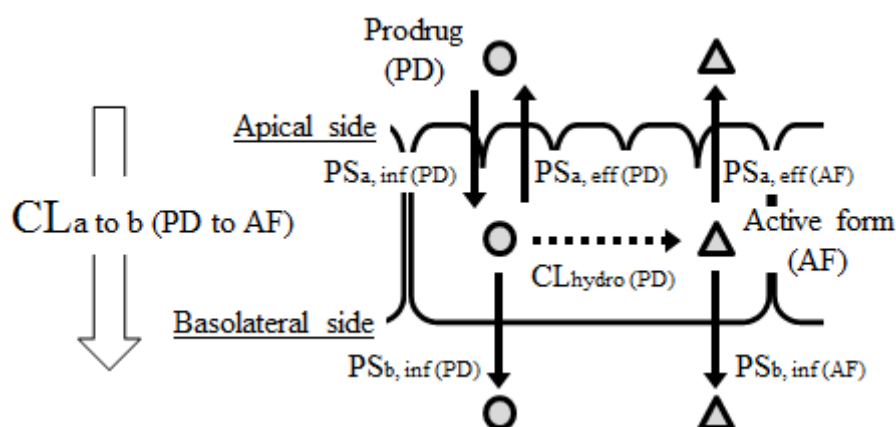 Prodrug
(PD)
Apical side
PSa, inf (PD)
PSa, eff (PD)
PSa, eff (AF)
CLa to b (PD to AF)
Active form
(AF)
CLhydro (PD)
Basolateral side
PSb, inf (PD)
PSb, inf (AF)